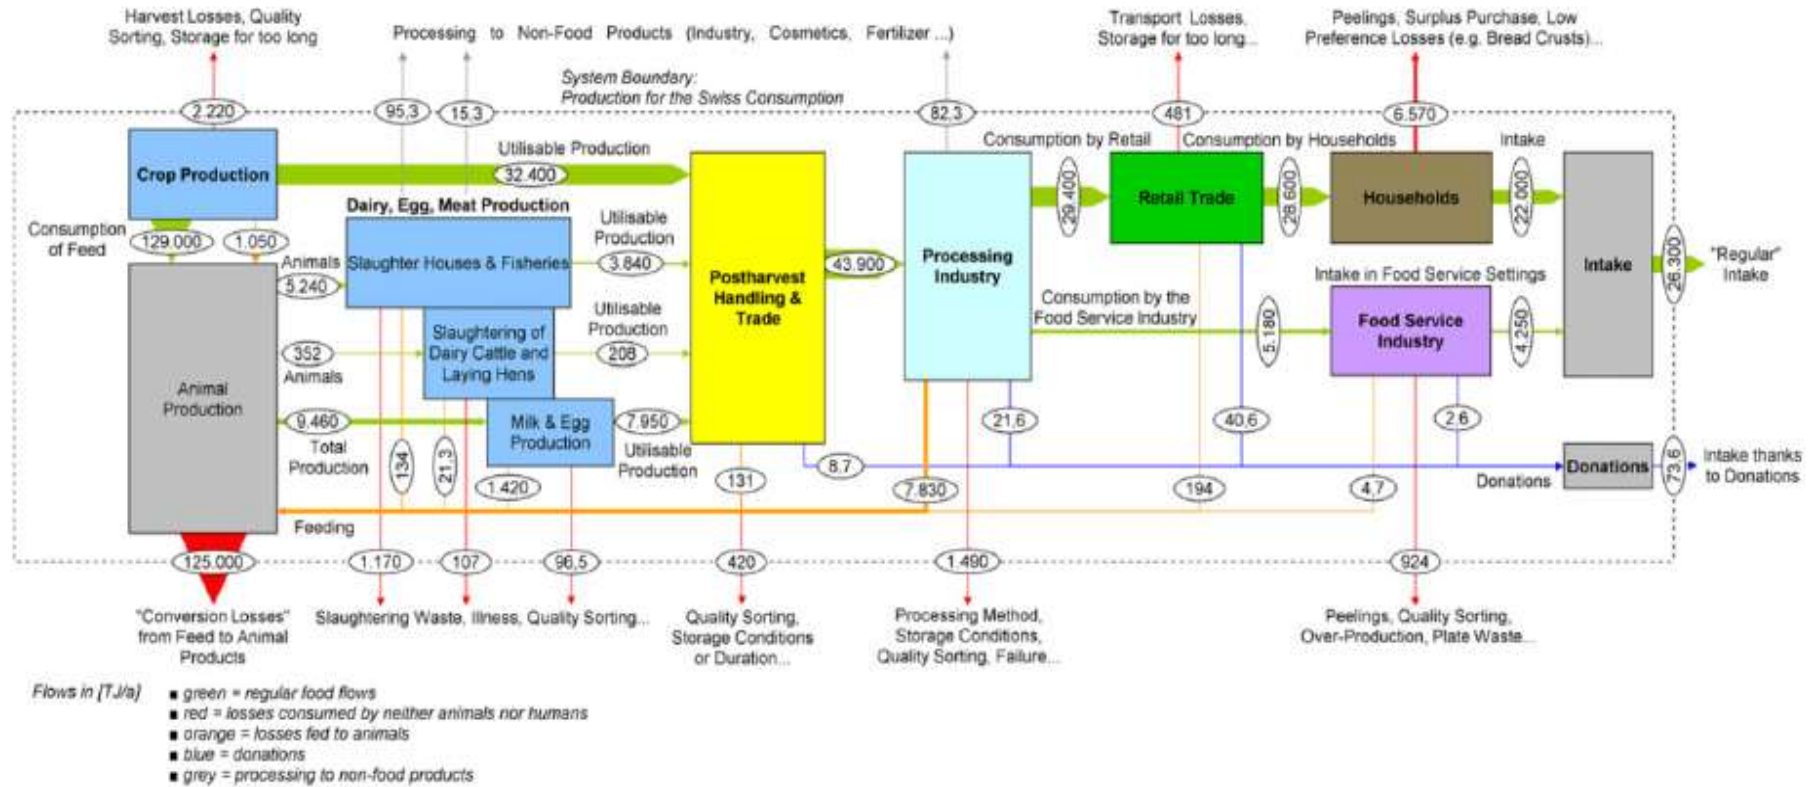 Harvest Losses, Quality
Sorting, Storage for too long
Processing to Non-Food Products (Industry, Cosmetics, Fertilizer ...)
Transport Losses,
Storage for too long...
Peelings, Surplus Purchase, Low
Preference Losses (e.g. Bread Crusts)...
System Boundary:
Production for the Swiss Consumption
2.220
95,3
15,3
82,3
481
6.570
Crop Production
Utilisable Production
32.400
Consumption by Retail
29.400
Retail Trade
Consumption by Households
28.600
Households
Intake
22.000
Consumption
of Feed
129.000
1.050
Dairy, Egg, Meat Production
Animals
5.240
Slaughter Houses & Fisheries
Utilisable
Production
3.840
Postharvest
Handling &
Trade
43.900
Processing
Industry
Intake
26.300
"Regular"
Intake
Intake in Food Service Settings
Consumption by the
Food Service Industry
5.180
Food Service
Industry
4.250
Animal
Production
352
Animals
Slaughtering of
Dairy Cattle and
Laying Hens
Utilisable
Production
208
9.460
Total
Production
Milk & Egg
Production
7.950
Utilisable
Production
134
21,3
1.420
131
8.7
7.830
21,6
40,6
194
2,6
4,7
Donations
Donations
73,6
Intake thanks
to Donations
Feeding
125.000
1.170
107
96,5
420
1.490
924
"Conversion Losses"
from Feed to Animal
Products
Slaughtering Waste, Illness, Quality Sorting...
Quality Sorting,
Storage Conditions
or Duration...
Processing Method,
Storage Conditions,
Quality Sorting, Failure...
Peelings, Quality Sorting,
Over-Production, Plate Waste...
Flows in [TJ/a]
■ green = regular food flows
■ red = losses consumed by neither animals nor humans
■ orange = losses fed to animals
■ blue = donations
■ grey = processing to non-food products